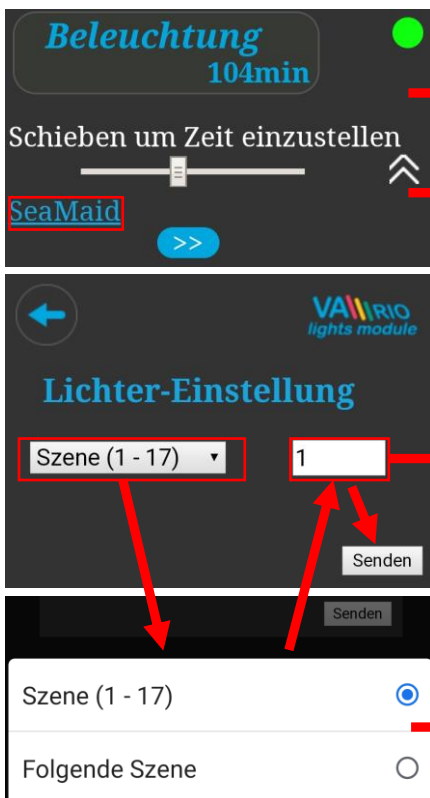 Beleuchtung
104min
Schieben um Zeit einzustellen
SeaMaid
>>
VARIO
lights module
Lichter-Einstellung
Szene (1 - 17)
1
Senden
Senden
Szene (1 - 17)
Folgende Szene